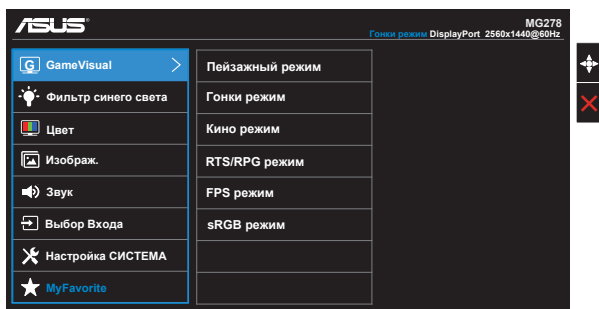 ASUS
MG278
Гонки режим DisplayPort 2560x1440@60Hz
G GameVisual
Фильтр синего света
Цвет
Изображ.
Звук
Выбор Входа
Настройка СИСТЕМА
MyFavorite
Пейзажный режим
Гонки режим
Кино режим
RTS/RPG режим
FPS режим
sRGB режим